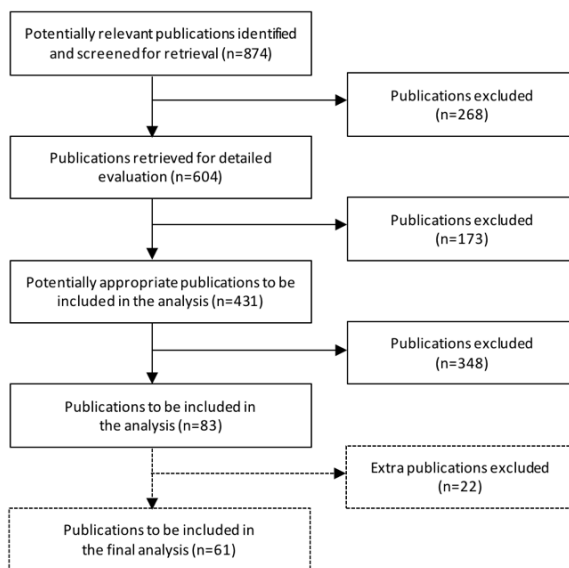 Potentially relevant publications identified
and screened for retrieval (n=874)
Publications excluded
(n=268)
Publications retrieved for detailed
evaluation (n=604)
Publications excluded
(n=173)
Potentially appropriate publications to be
included in the analysis (n=431)
Publications excluded
(n=348)
Publications to be included in
the analysis (n=83)
Extra publications excluded
(n=22)
Publications to be included in
the final analysis (n=61)